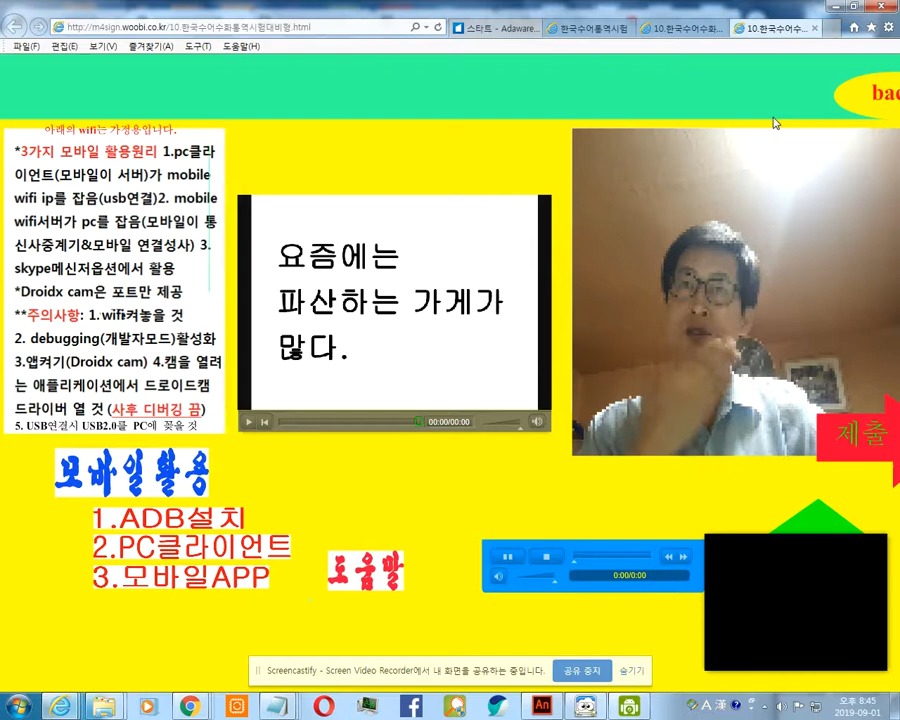 http://m4sign.woobi.co.kr/10.한국수어수화통역시험대비형.html
스타트 - Adaware...
한국수어통역시험
10.한국수어수화...
10.한국수어수...
파일(F) 편집(E) 보기(V) 즐겨찾기(A) 도구(T) 도움말(H)
bac
아래의 wifi는 가정용입니다.
*3가지 모바일 활용원리 1.pc클라
이언트(모바일이 서버)가 mobile
wifi ip를 잡음(usb연결)2. mobile
wifi서버가 pc를 잡음(모바일이 통
신사중계기&모바일 연결성사) 3.
skype메신저옵션에서 활용
*Droidx cam은 포트만 제공
**주의사항: 1. wifi켜놓을 것
2. debugging(개발자모드)활성화
3.앱켜기(Droidx cam) 4.캠을 열려
는 애플리케이션에서 드로이드캠
드라이버 열 것 (사후 디버깅 끔)
5. USB연결시 USB2.0를 PC에 꽂을 것
요즘에는
파산하는 가게가
많다.
00:00/00:00
제출
모바일활용
1.ADB설치
2.PC클라이언트
3.모바일APP
도움말
0:00/0:00
Screencastify - Screen Video Recorder에서 내 화면을 공유하는 중입니다.
공유 중지
숨기기
A 漢
오후 8:45
2019-09-01
An